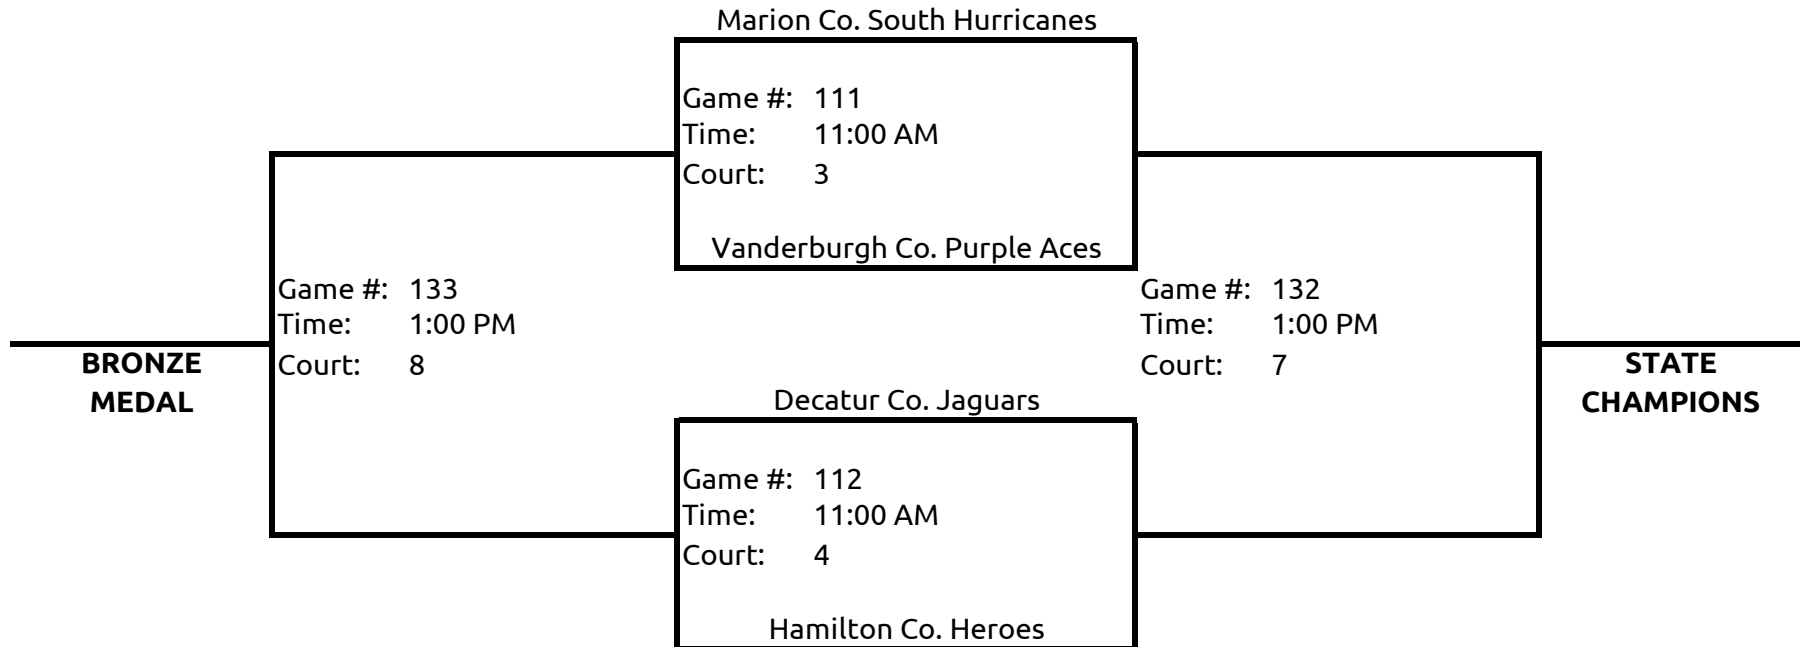 Marion Co. South Hurricanes
Game #: 111
Time: 11:00 AM
Court: 3
Vanderburgh Co. Purple Aces
Game #: 133
Time: 1:00 PM
Court: 8
BRONZE
MEDAL
Game #: 132
Time: 1:00 PM
Court: 7
STATE
CHAMPIONS
Decatur Co. Jaguars
Game #: 112
Time: 11:00 AM
Court: 4
Hamilton Co. Heroes